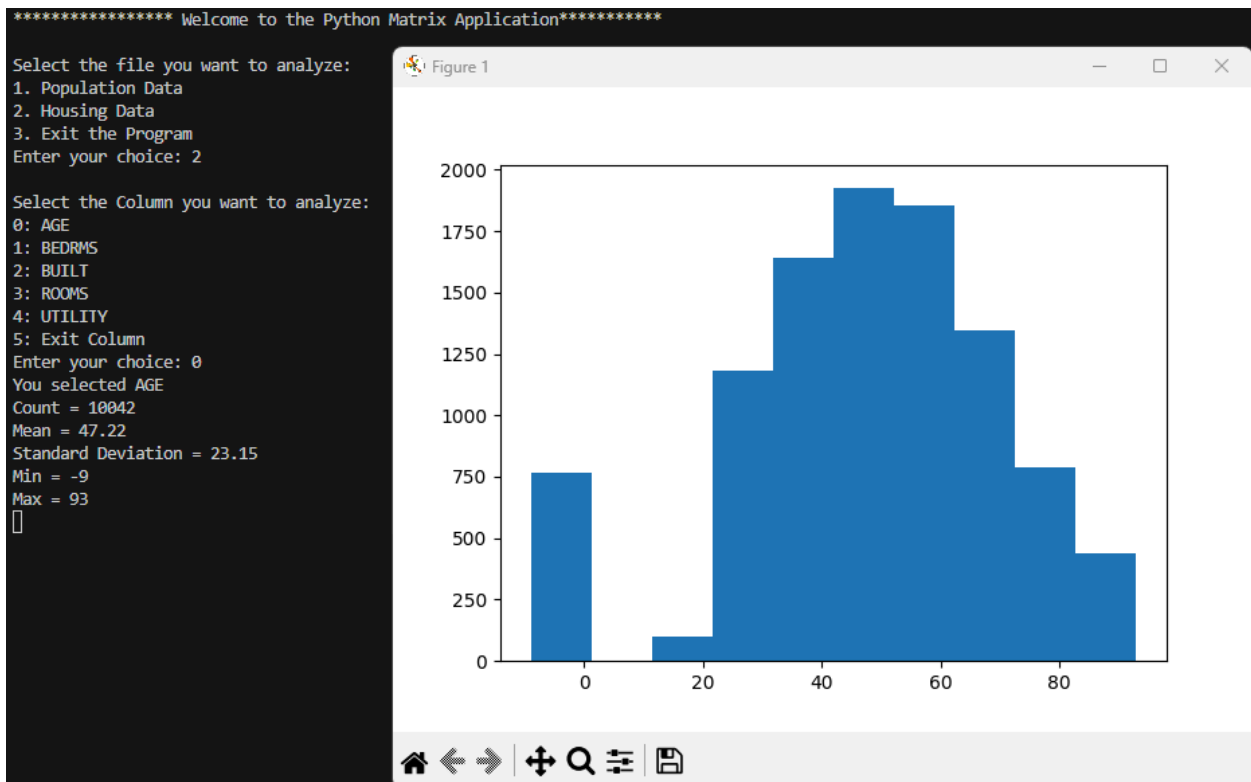 ***************** Welcome to the Python Matrix Application***********
Select the file you want to analyze:
1. Population Data
2. Housing Data
3. Exit the Program
Enter your choice: 2
Select the Column you want to analyze:
0: AGE
1: BEDRMS
2: BUILT
3: ROOMS
4: UTILITY
5: Exit Column
Enter your choice: 0
You selected AGE
Count = 10042
Mean = 47.22
Standard Deviation = 23.15
Min = -9
Max = 93
Figure 1
2000
1750
1500
1250
1000
750
500
250
0
0 20 40 60 80